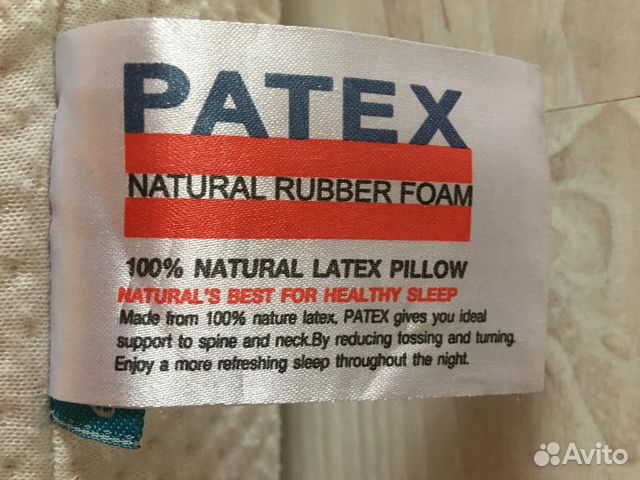 PATEX
NATURAL RUBBER FOAM
100% NATURAL LATEX PILLOW
NATURAL'S BEST FOR HEALTHY SLEEP
Made from 100% nature latex, PATEX gives you ideal
support to spine and neck.By reducing tossing and turning.
Enjoy a more refreshing sleep throughout the night.
Avito